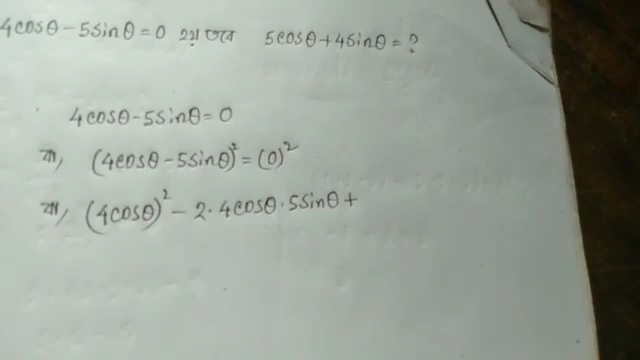 4cosθ-5sinθ=0 হয় তবে 5cosθ+4sinθ=?
4cosθ-5sinθ=0
বা, (4cosθ-5sinθ)²=(0)²
বা, (4cosθ)²-2·4cosθ·5sinθ+